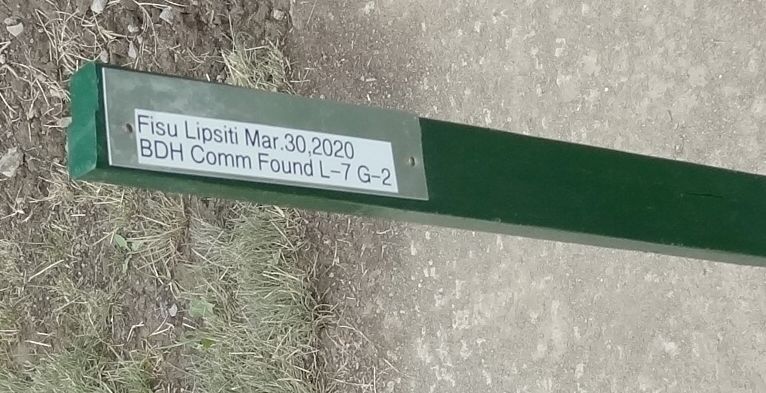 Fisu Lipsiti Mar.30,2020
BDH Comm Found L-7 G-2